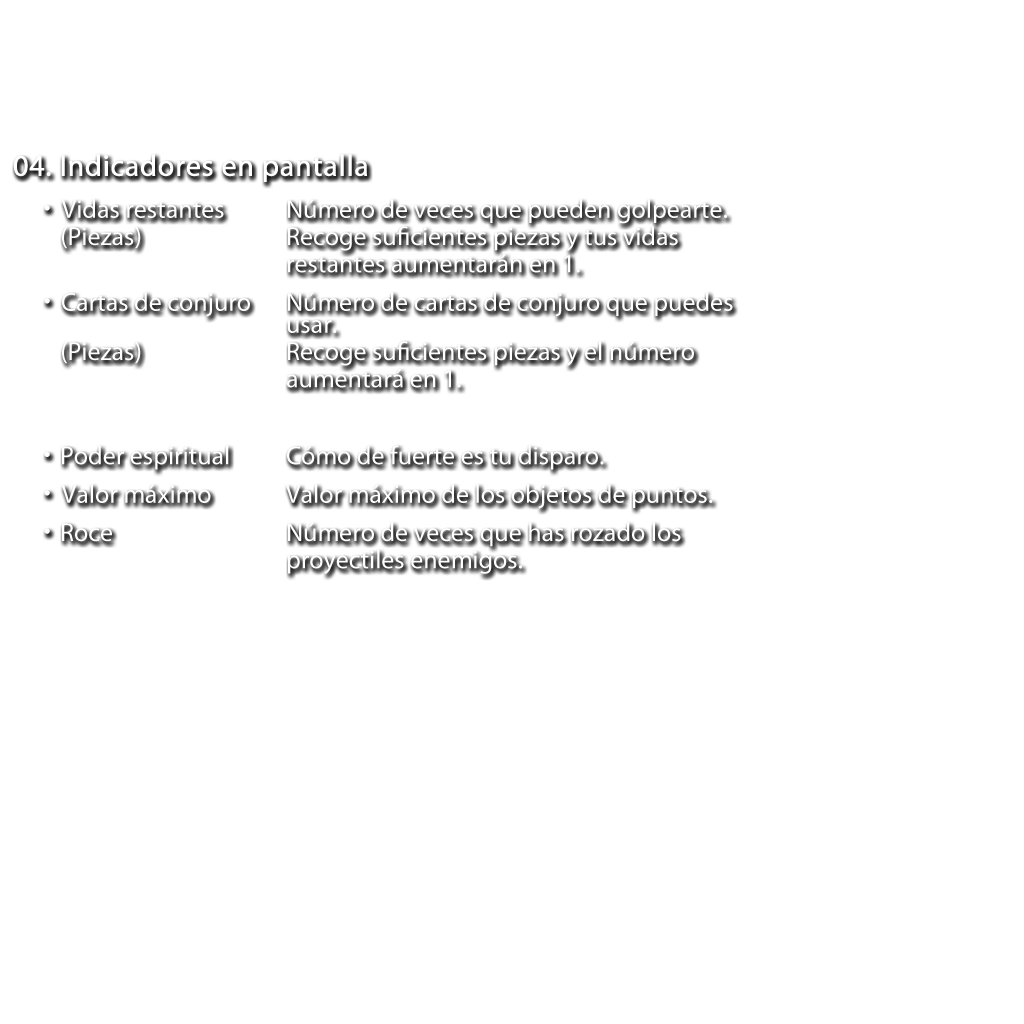 04. Indicadores en pantalla
・Vidas restantes Número de veces que pueden golpearte.
(Piezas) Recoge suficientes piezas y tus vidas
restantes aumentarán en 1.
・Cartas de conjuro Número de cartas de conjuro que puedes
usar.
(Piezas) Recoge suficientes piezas y el número
aumentará en 1.
・Poder espiritual Cómo de fuerte es tu disparo.
・Valor máximo Valor máximo de los objetos de puntos.
・Roce Número de veces que has rozado los
proyectiles enemigos.